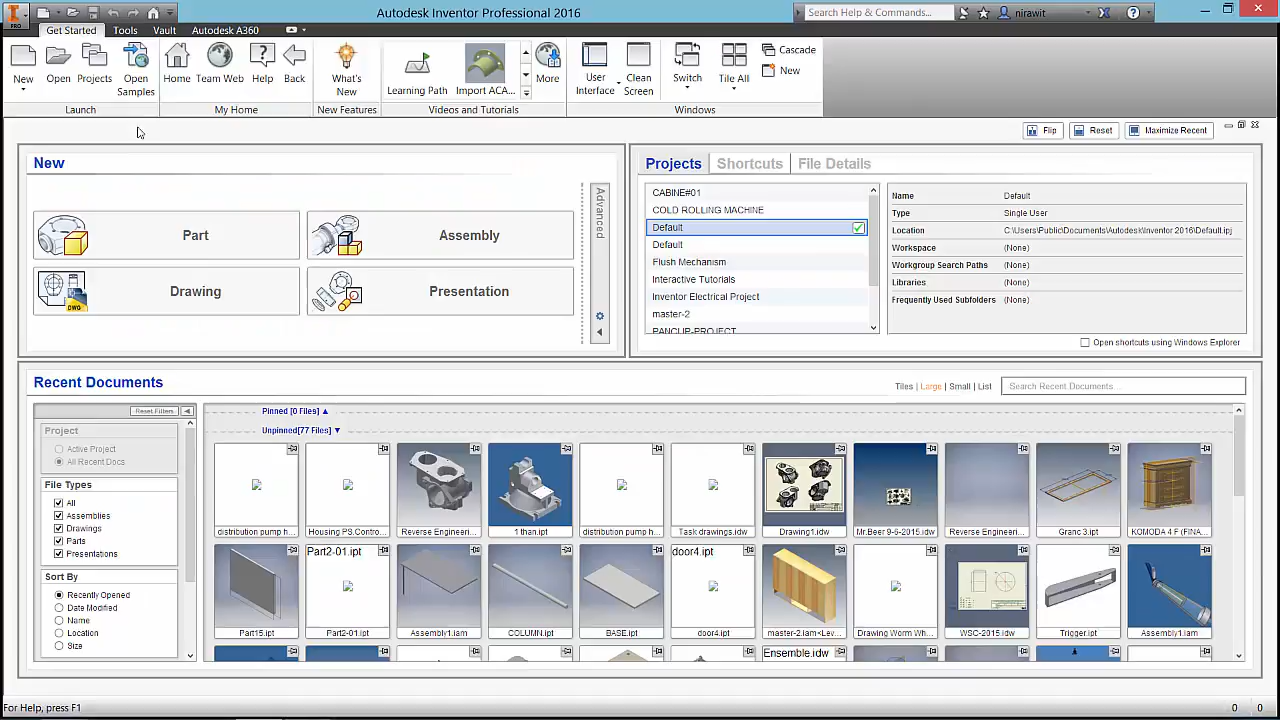 Autodesk Inventor Professional 2016
Search Help & Commands...
nirawit
PRO
Get Started
Tools
Vault
Autodesk A360
New
Open
Projects
Open Samples
Home
Team Web
Help
Back
What's New
Learning Path
Import ACA...
More
User Interface
Clean Screen
Switch
Tile All
Cascade
New
Launch
My Home
New Features
Videos and Tutorials
Windows
Flip
Reset
Maximize Recent
New
Part
Assembly
Drawing
Presentation
DWG
Advanced
Projects
Shortcuts
File Details
CABINE#01
COLD ROLLING MACHINE
Default
Default
Flush Mechanism
Interactive Tutorials
Inventor Electrical Project
master-2
PANCLIP-PROJECT
Name Default
Type Single User
Location C:\Users\Public\Documents\Autodesk\Inventor 2016\Default.ipj
Workspace (None)
Workgroup Search Paths (None)
Libraries (None)
Frequently Used Subfolders (None)
Open shortcuts using Windows Explorer
Recent Documents
Tiles | Large | Small | List
Search Recent Documents ...
Reset Filters
Project
Active Project
All Recent Docs
File Types
All
Assemblies
Drawings
Parts
Presentations
Sort By
Recently Opened
Date Modified
Name
Location
Size
Pinned [0 Files]
Unpinned[77 Files]
distribution pump h...
Housing PS.Contro...
Reverse Engineeri...
1 than.ipt
distribution pump h...
Task drawings.idw
Drawing1.idw
Mr.Beer 9-6-2015.idw
Reverse Engineeri...
Granc 3.ipt
KOMODA 4 F (FINA...
Part2-01.ipt
door4.ipt
Part15.ipt
Part2-01.ipt
Assembly1.iam
COLUMN.ipt
BASE.ipt
door4.ipt
master-2.iam<Lev...
Drawing Worm Wh...
WSC-2015.idw
Trigger.ipt
Assembly1.iam
Ensemble.idw
For Help, press F1
0 0